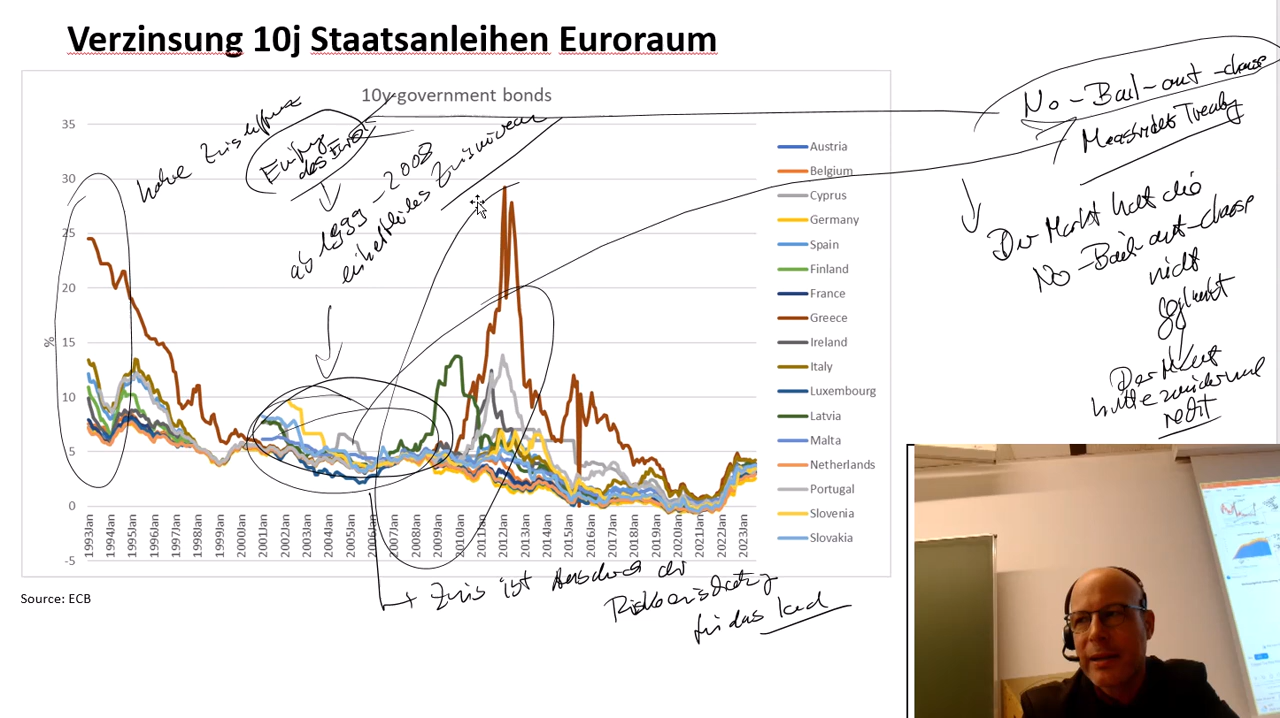 Verzinsung 10j Staatsanleihen Euroraum
10y government bonds
hohe Zinsdifferenz
Einführung
des Euros
ab 1999 – 2008
einheitliches Zinsniveau
No-Bail-out-clause
Treaty
Der Markt hat die
No-Bail-out-clause
nicht
geglaubt
Der Markt
hatte wieder mal
recht
35
30
25
20
15
10
5
0
-5
%
1993Jan
1994Jan
1995Jan
1996Jan
1997Jan
1998Jan
1999Jan
2000Jan
2001Jan
2002Jan
2003Jan
2004Jan
2005Jan
2006Jan
2007Jan
2008Jan
2009Jan
2010Jan
2011Jan
2012Jan
2013Jan
2014Jan
2015Jan
2016Jan
2017Jan
2018Jan
2019Jan
2020Jan
2021Jan
2022Jan
2023Jan
Austria
Belgium
Cyprus
Germany
Spain
Finland
France
Greece
Ireland
Italy
Luxembourg
Latvia
Malta
Netherlands
Portugal
Slovenia
Slovakia
Zins ist Ausdruck der
für das Land
Source: ECB